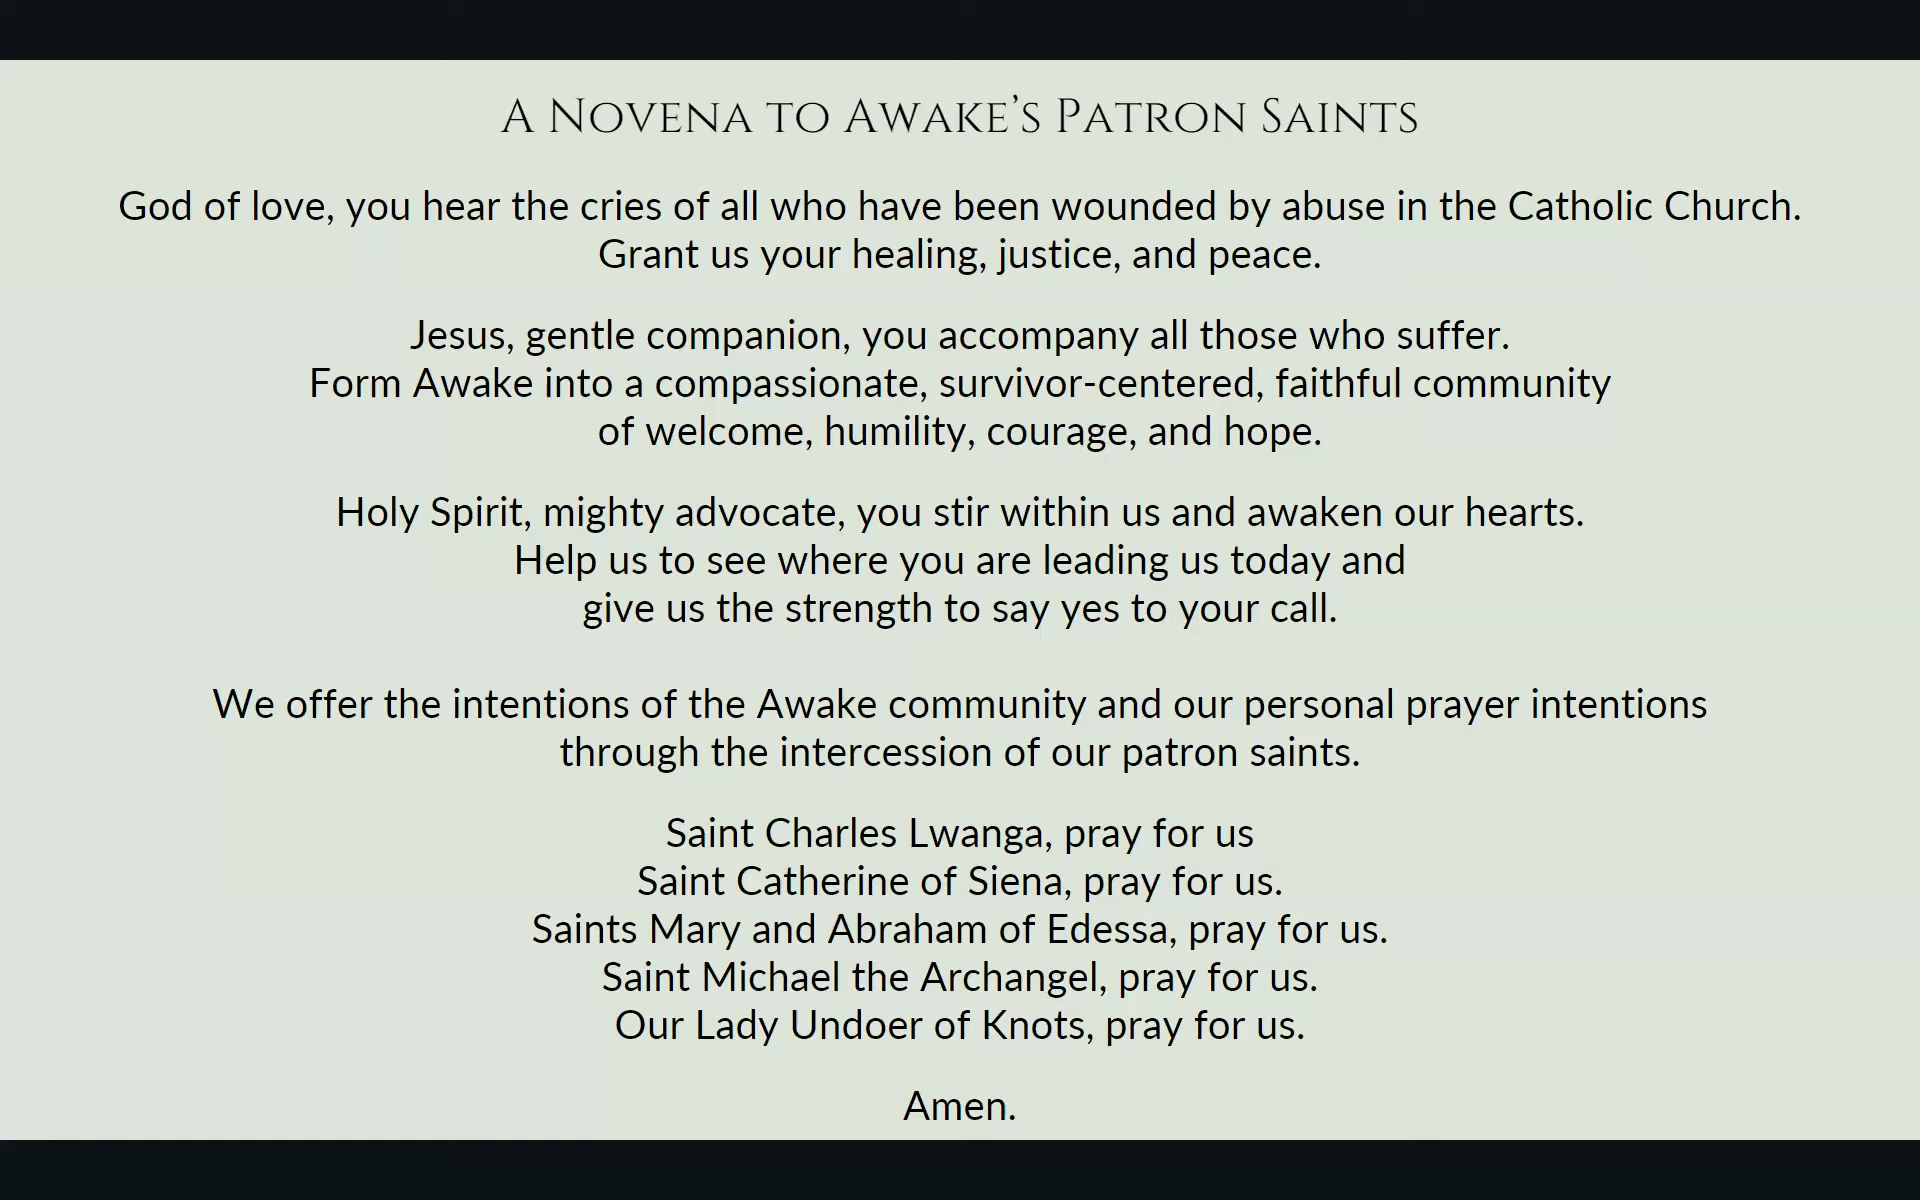 A Novena to Awake’s Patron Saints
God of love, you hear the cries of all who have been wounded by abuse in the Catholic Church.
Grant us your healing, justice, and peace.
Jesus, gentle companion, you accompany all those who suffer.
Form Awake into a compassionate, survivor-centered, faithful community
of welcome, humility, courage, and hope.
Holy Spirit, mighty advocate, you stir within us and awaken our hearts.
Help us to see where you are leading us today and
give us the strength to say yes to your call.
We offer the intentions of the Awake community and our personal prayer intentions
through the intercession of our patron saints.
Saint Charles Lwanga, pray for us
Saint Catherine of Siena, pray for us.
Saints Mary and Abraham of Edessa, pray for us.
Saint Michael the Archangel, pray for us.
Our Lady Undoer of Knots, pray for us.
Amen.